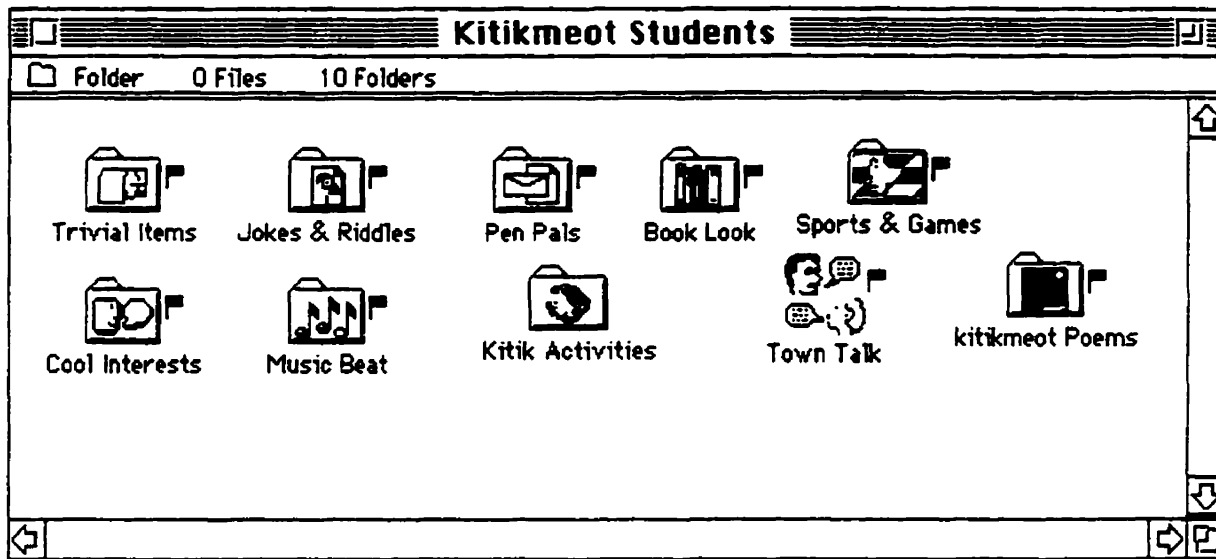 Kitikmeot Students
Folder 0 Files 10 Folders
Trivial Items Jokes & Riddles Pen Pals Book Look Sports & Games
Cool Interests Music Beat Kitik Activities Town Talk kitikmeot Poems